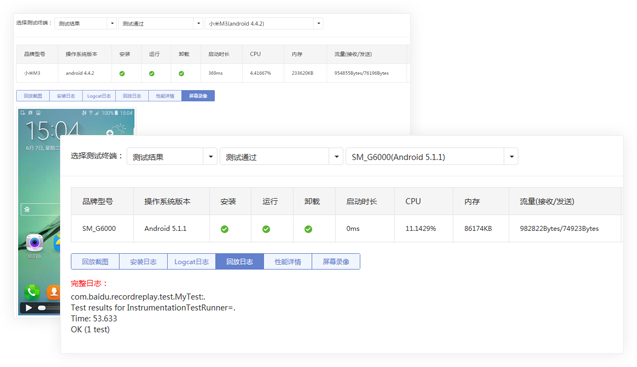 选择测试终端： 测试结果 测试通过 小米M3(android 4.4.2)
品牌型号 操作系统版本 安装 运行 卸载 启动时长 CPU 内存 流量(接收/发送)
小米M3 android 4.4.2 369ms 4.41667% 233620KB 954855Bytes/76196Bytes
回放截图 安装日志 Logcat日志 回放日志 性能详情 屏幕录像
100% 15:04
15:04
选择测试终端： 测试结果 测试通过 SM_G6000(Android 5.1.1)
品牌型号 操作系统版本 安装 运行 卸载 启动时长 CPU 内存 流量(接收/发送)
SM_G6000 Android 5.1.1 0ms 11.1429% 86174KB 982822Bytes/74923Bytes
回放截图 安装日志 Logcat日志 回放日志 性能详情 屏幕录像
完整日志：
com.baidu.recordreplay.test.MyTest:.
Test results for InstrumentationTestRunner=.
Time: 53.633
OK (1 test)